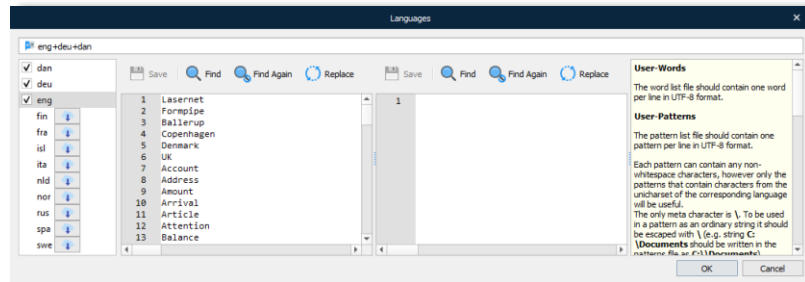 Languages
eng+deu+dan
dan
deu
eng
fin
fra
isl
ita
nld
nor
rus
spa
swe
Save Find Find Again Replace
1 Lasernet
2 Formpipe
3 Ballerup
4 Copenhagen
5 Denmark
6 UK
7 Account
8 Address
9 Amount
10 Arrival
11 Article
12 Attention
13 Balance
Save Find Find Again Replace
1
User-Words
The word list file should contain one word
per line in UTF-8 format.
User-Patterns
The pattern list file should contain one
pattern per line in UTF-8 format.
Each pattern can contain any non-
whitespace characters, however only the
patterns that contain characters from the
unicharset of the corresponding language
will be useful.
The only meta character is \. To be used
in a pattern as an ordinary string it should
be escaped with \ (e.g. string C:
\Documents should be written in the
patterns file as C:\\Documents)
OK Cancel